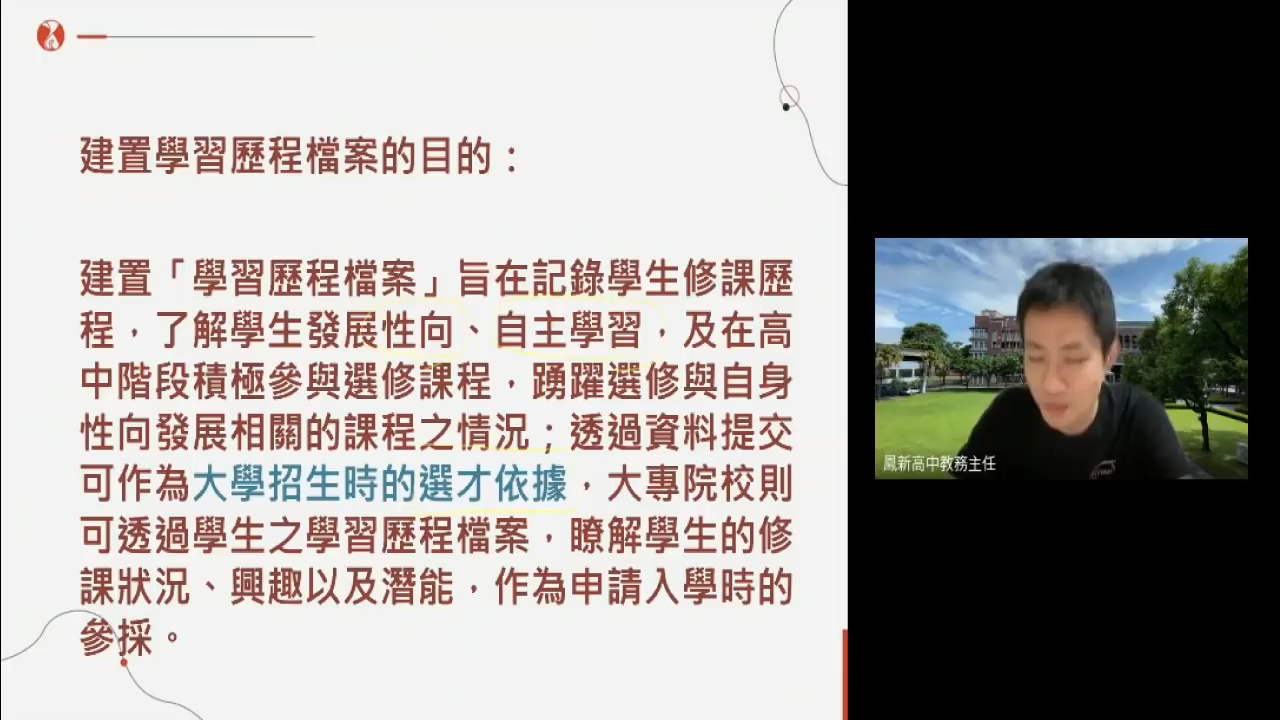 建置學習歷程檔案的目的：
建置「學習歷程檔案」旨在記錄學生修課歷
程，了解學生發展性向、自主學習，及在高
中階段積極參與選修課程，踴躍選修與自身
性向發展相關的課程之情況；透過資料提交
可作為大學招生時的選才依據，大專院校則
可透過學生之學習歷程檔案，瞭解學生的修
課狀況、興趣以及潛能，作為申請入學時的
參採。
鳳新高中教務主任